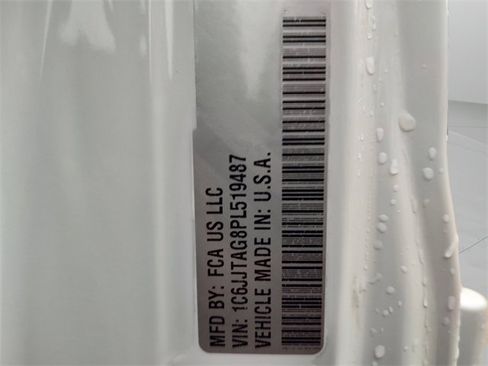 MFD BY: FCA US LLC
VIN: 1C6JJTAG8PL519487
VEHICLE MADE IN: U.S.A.